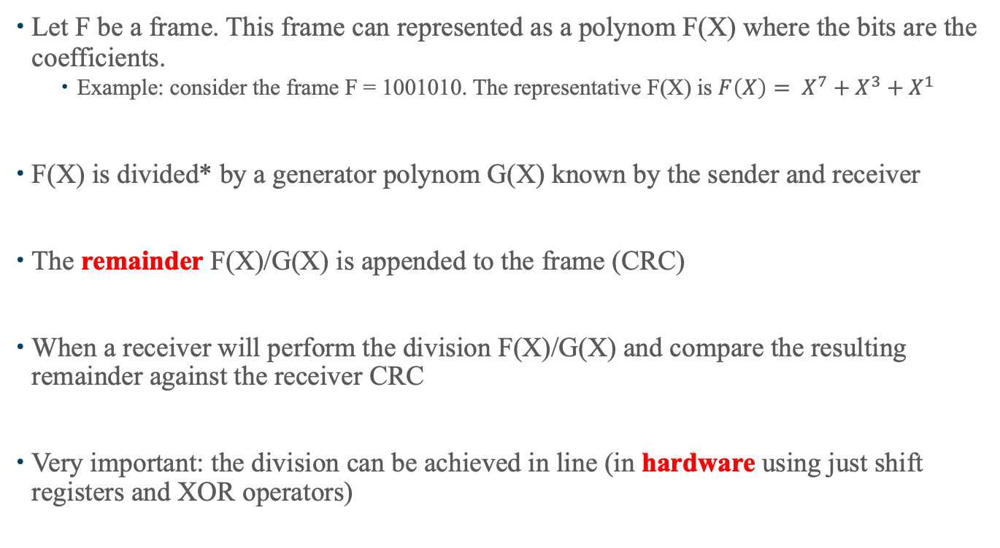 • Let F be a frame. This frame can represented as a polynom F(X) where the bits are the
coefficients.
• Example: consider the frame F = 1001010. The representative F(X) is F(X) = X⁷ + X³ + X¹
• F(X) is divided* by a generator polynom G(X) known by the sender and receiver
• The remainder F(X)/G(X) is appended to the frame (CRC)
• When a receiver will perform the division F(X)/G(X) and compare the resulting
remainder against the receiver CRC
• Very important: the division can be achieved in line (in hardware using just shift
registers and XOR operators)